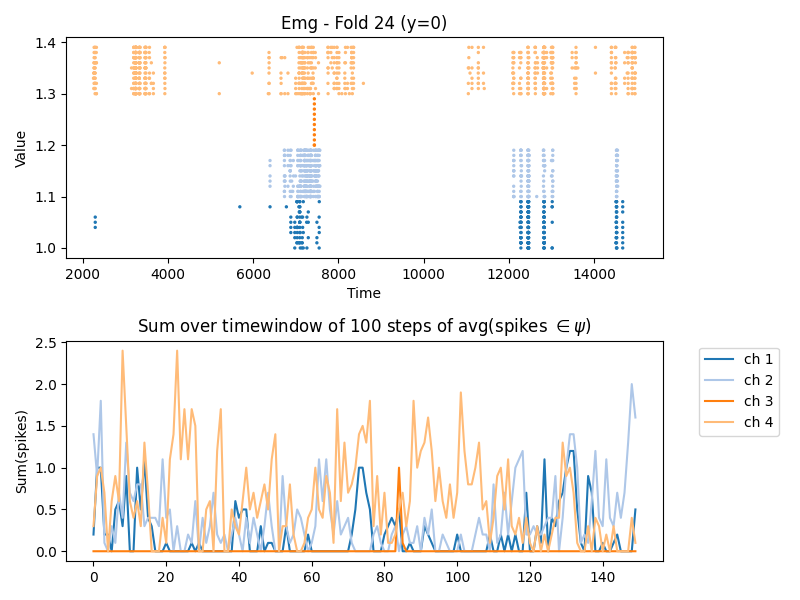 Emg - Fold 24 (y=0)
1.4
1.3
1.2
1.1
1.0
Value
2000 4000 6000 8000 10000 12000 14000
Time
Sum over timewindow of 100 steps of avg(spikes ∈ ψ)
2.5
2.0
1.5
1.0
0.5
0.0
Sum(spikes)
0 20 40 60 80 100 120 140
ch 1
ch 2
ch 3
ch 4